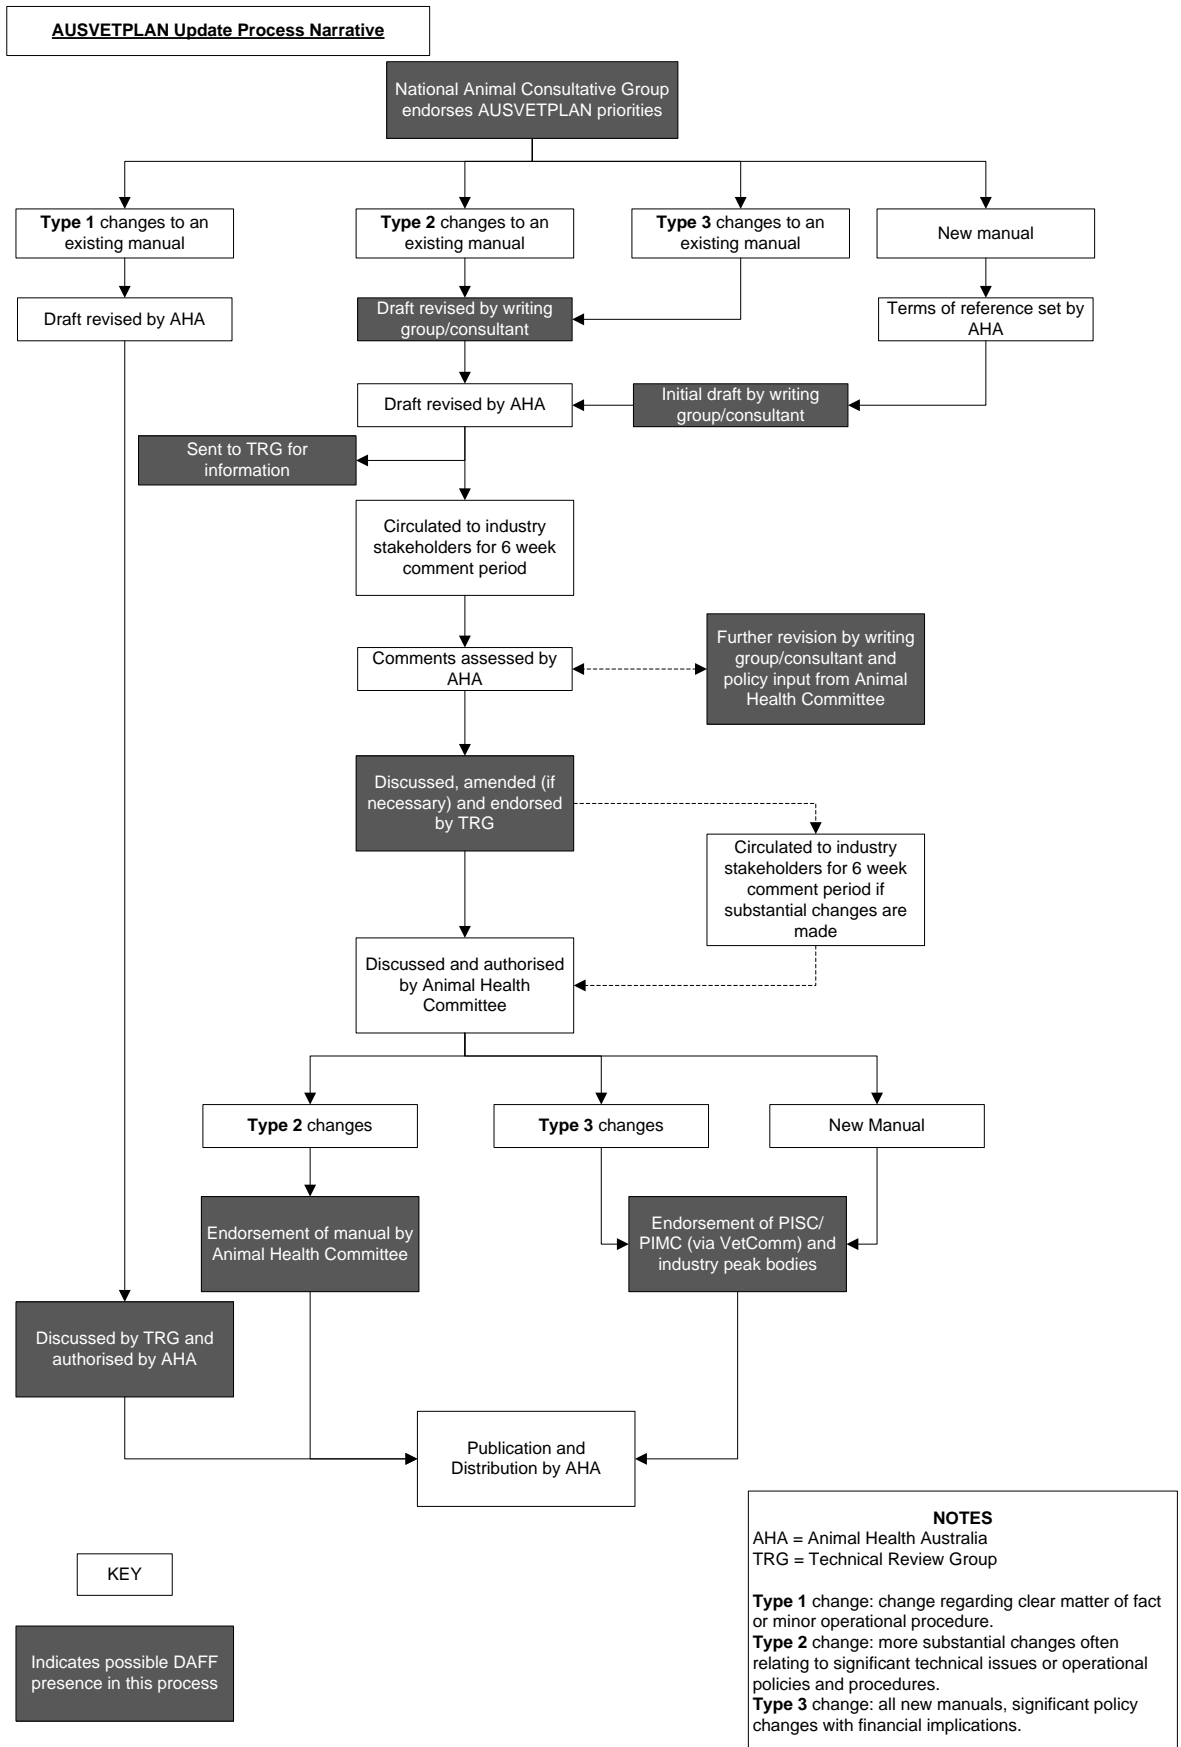 AUSVETPLAN Update Process Narrative
National Animal Consultative Group
endorses AUSVETPLAN priorities
Type 1 changes to an
existing manual
Type 2 changes to an
existing manual
Type 3 changes to an
existing manual
New manual
Draft revised by AHA
Draft revised by writing
group/consultant
Terms of reference set by
AHA
Draft revised by AHA
Initial draft by writing
group/consultant
Sent to TRG for
information
Circulated to industry
stakeholders for 6 week
comment period
Comments assessed by
AHA
Further revision by writing
group/consultant and
policy input from Animal
Health Committee
Discussed, amended (if
necessary) and endorsed
by TRG
Circulated to industry
stakeholders for 6 week
comment period if
substantial changes are
made
Discussed and authorised
by Animal Health
Committee
Type 2 changes
Type 3 changes
New Manual
Endorsement of manual by
Animal Health Committee
Endorsement of PISC/
PIMC (via VetComm) and
industry peak bodies
Discussed by TRG and
authorised by AHA
Publication and
Distribution by AHA
KEY
Indicates possible DAFF
presence in this process
NOTES
AHA = Animal Health Australia
TRG = Technical Review Group
Type 1 change: change regarding clear matter of fact
or minor operational procedure.
Type 2 change: more substantial changes often
relating to significant technical issues or operational
policies and procedures.
Type 3 change: all new manuals, significant policy
changes with financial implications.